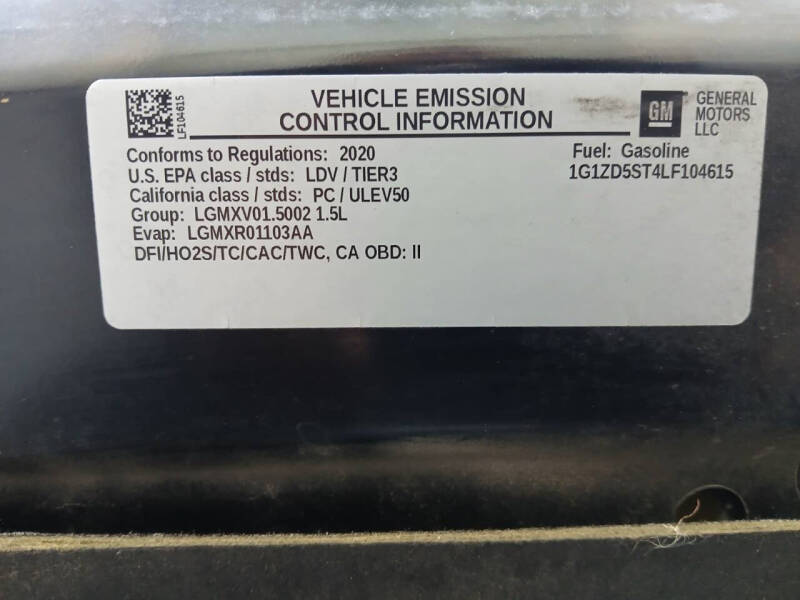 LF104615
VEHICLE EMISSION
CONTROL INFORMATION
GM
GENERAL
MOTORS
LLC
Conforms to Regulations: 2020
U.S. EPA class / stds: LDV / TIER3
California class / stds: PC / ULEV50
Group: LGMXV01.5002 1.5L
Evap: LGMXR01103AA
DFI/HO2S/TC/CAC/TWC, CA OBD: II
Fuel: Gasoline
1G1ZD5ST4LF104615